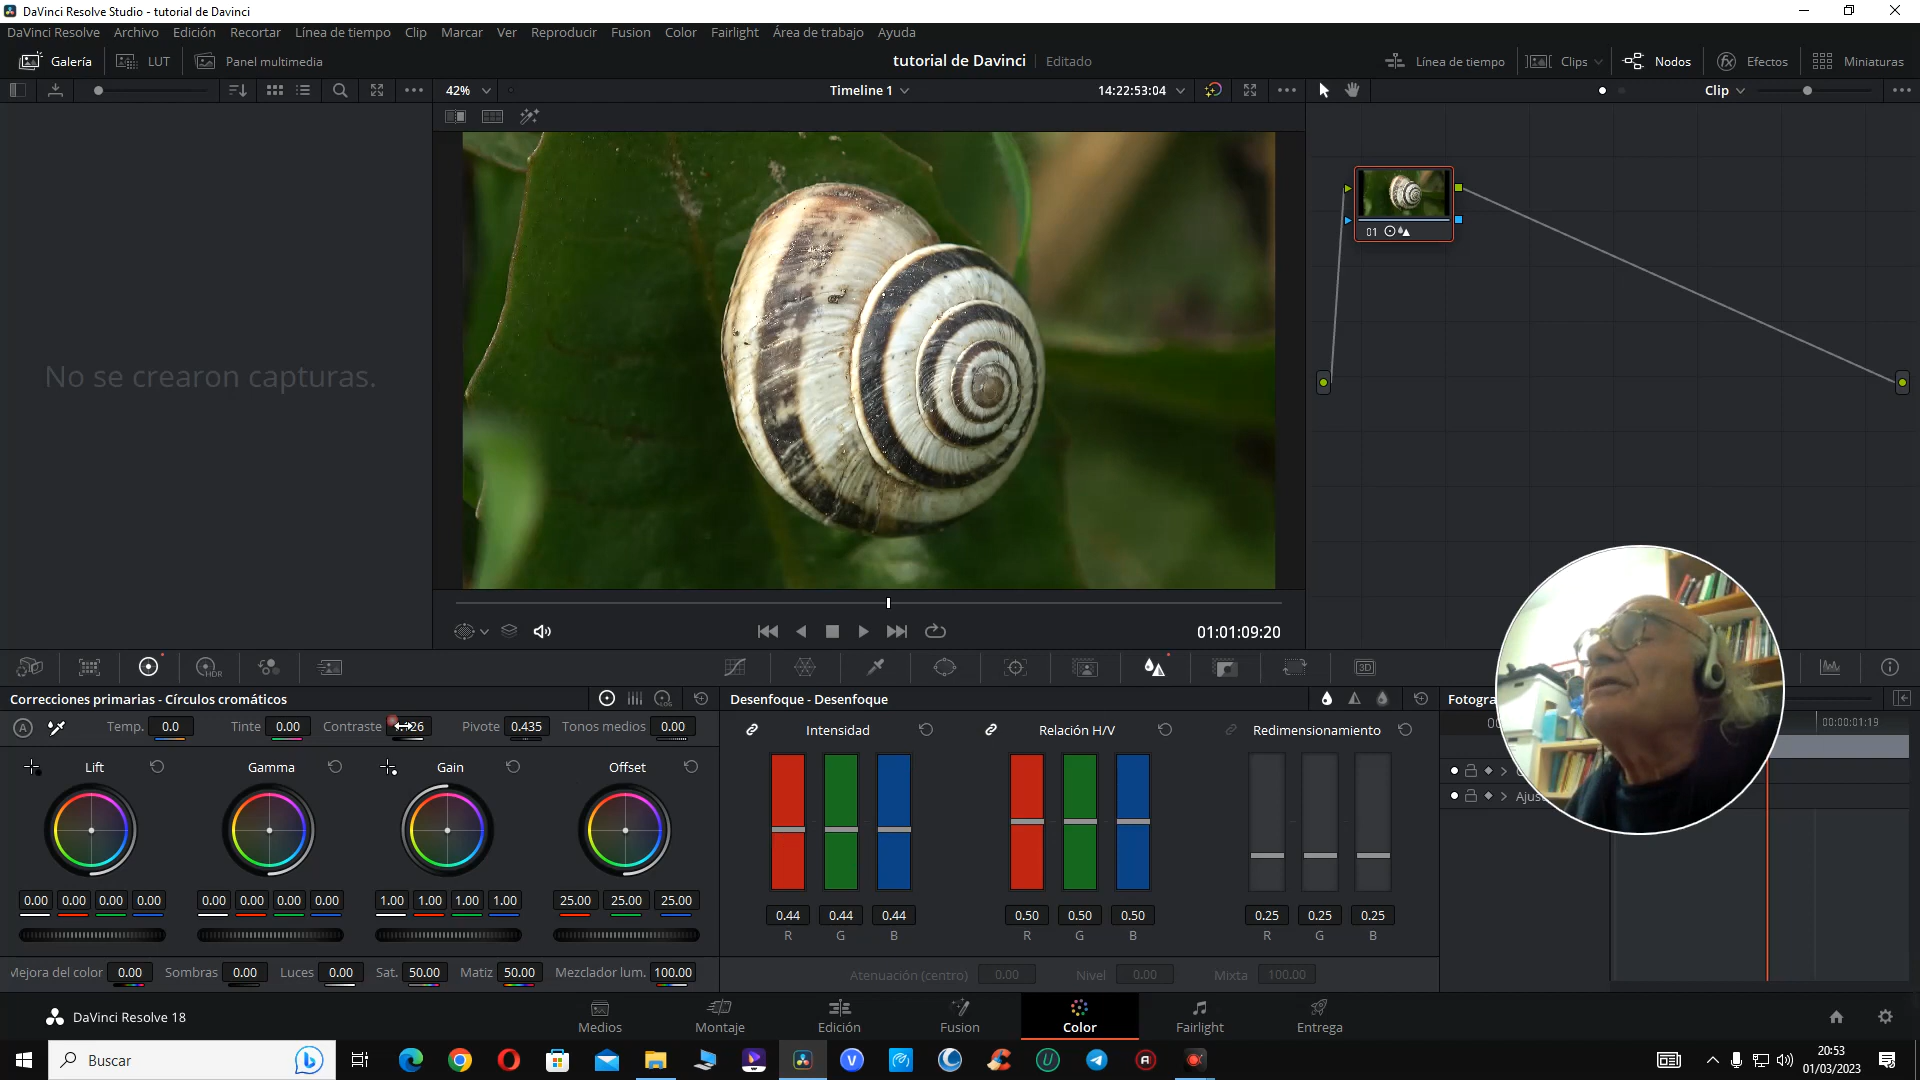 DaVinci Resolve Studio - tutorial de Davinci
DaVinci Resolve Archivo Edición Recortar Línea de tiempo Clip Marcar Ver Reproducir Fusion Color Fairlight Área de trabajo Ayuda
Galería LUT Panel multimedia tutorial de Davinci Editado Línea de tiempo Clips Nodos Efectos Miniaturas
42% Timeline 1 14:22:53:04 Clip
No se crearon capturas.
01
01:01:09:20
HDR
3D
Correcciones primarias - Círculos cromáticos LOG
Desenfoque - Desenfoque
Fotogra
A Temp. 0.0 Tinte 0.00 Contraste Pivote 0.435 Tonos medios 0.00
00:00:01:19
Intensidad Relación H/V Redimensionamiento
Lift Gamma Gain Offset
Ajus
0.00 0.00 0.00 0.00 0.00 0.00 0.00 0.00 1.00 1.00 1.00 1.00 25.00 25.00 25.00
0.44 0.44 0.44 0.50 0.50 0.50 0.25 0.25 0.25
R G B R G B R G B
Mejora del color 0.00 Sombras 0.00 Luces 0.00 Sat. 50.00 Matiz 50.00 Mezclador lum. 100.00
Atenuación (centro) 0.00 Nivel 0.00 Mixta 100.00
DaVinci Resolve 18
Medios Montaje Edición Fusion Color Fairlight Entrega
Buscar
20:53
01/03/2023